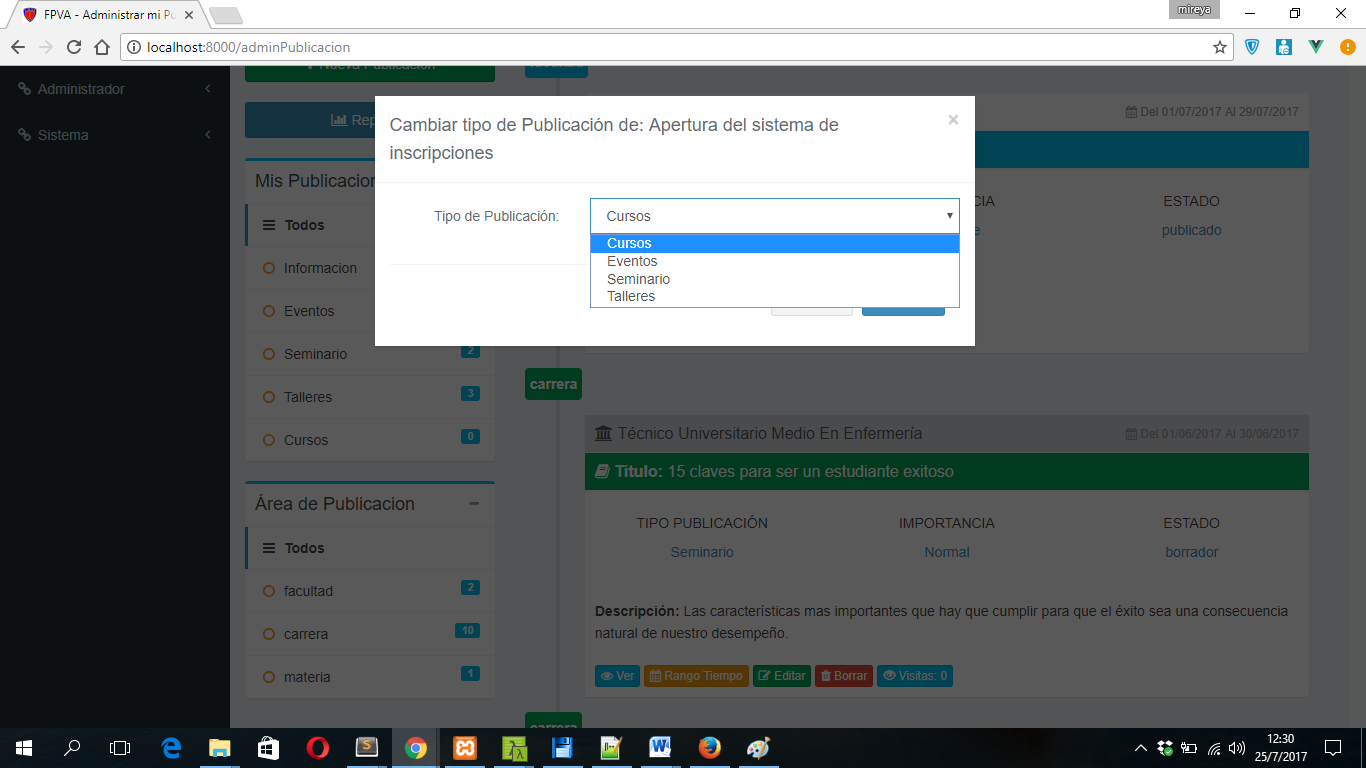 FPVA - Administrar mi Pu
mireya
localhost:8000/adminPublicacion
Administrador
Sistema
Nueva Publicación
Rep
Mis Publicacion
Todos
Informacion
Eventos
Seminario 2
Talleres 3
Cursos 0
Área de Publicacion
Todos
facultad 2
carrera 10
materia 1
Cambiar tipo de Publicación de: Apertura del sistema de
inscripciones
×
Tipo de Publicación:
Cursos
Cursos
Eventos
Seminario
Talleres
Del 01/07/2017 Al 29/07/2017
CIA
ESTADO
e
publicado
carrera
Técnico Universitario Medio En Enfermería
Del 01/06/2017 Al 30/06/2017
Titulo: 15 claves para ser un estudiante exitoso
TIPO PUBLICACIÓN IMPORTANCIA ESTADO
Seminario Normal borrador
Descripción: Las características mas importantes que hay que cumplir para que el éxito sea una consecuencia
natural de nuestro desempeño.
Ver Rango Tiempo Editar Borrar Visitas: 0
carrera
12:30
25/7/2017